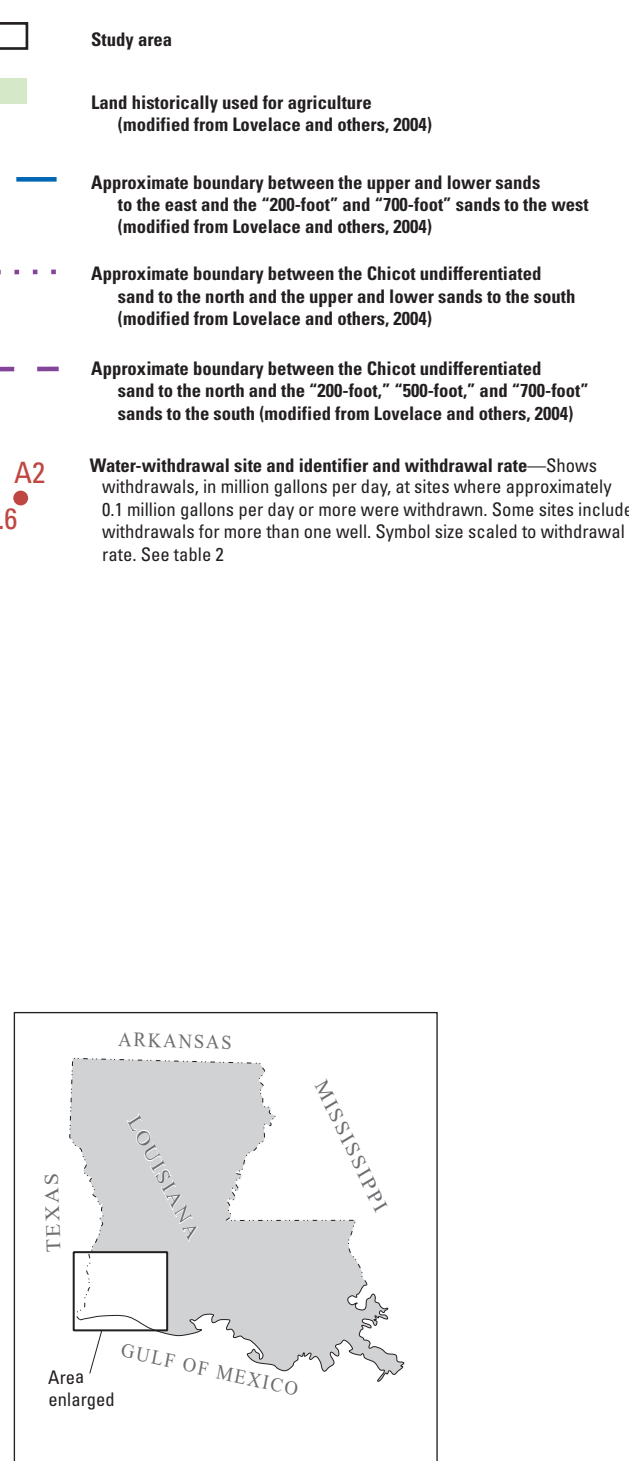 Study area
Land historically used for agriculture
(modified from Lovelace and others, 2004)
Approximate boundary between the upper and lower sands
to the east and the “200-foot” and “700-foot” sands to the west
(modified from Lovelace and others, 2004)
Approximate boundary between the Chicot undifferentiated
sand to the north and the upper and lower sands to the south
(modified from Lovelace and others, 2004)
Approximate boundary between the Chicot undifferentiated
sand to the north and the “200-foot,” “500-foot,” and “700-foot”
sands to the south (modified from Lovelace and others, 2004)
A2
.6
Water-withdrawal site and identifier and withdrawal rate—Shows
withdrawals, in million gallons per day, at sites where approximately
0.1 million gallons per day or more were withdrawn. Some sites include
withdrawals for more than one well. Symbol size scaled to withdrawal
rate. See table 2
ARKANSAS
MISSISSIPPI
LOUISIANA
TEXAS
GULF OF MEXICO
Area
enlarged